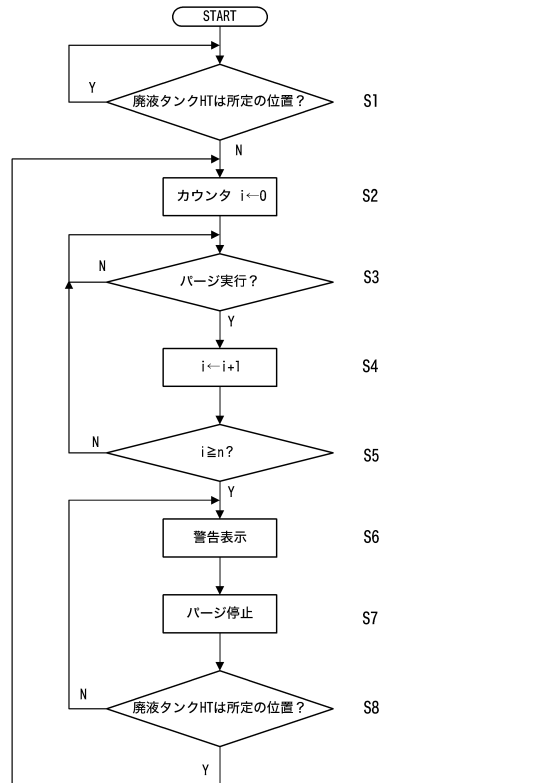 START
Y
廃液タンクHTは所定の位置？
S1
N
カウンタ i←0
S2
N
パージ実行？
S3
Y
i←i+1
S4
N
i≧n？
S5
Y
警告表示
S6
パージ停止
S7
N
廃液タンクHTは所定の位置？
S8
Y